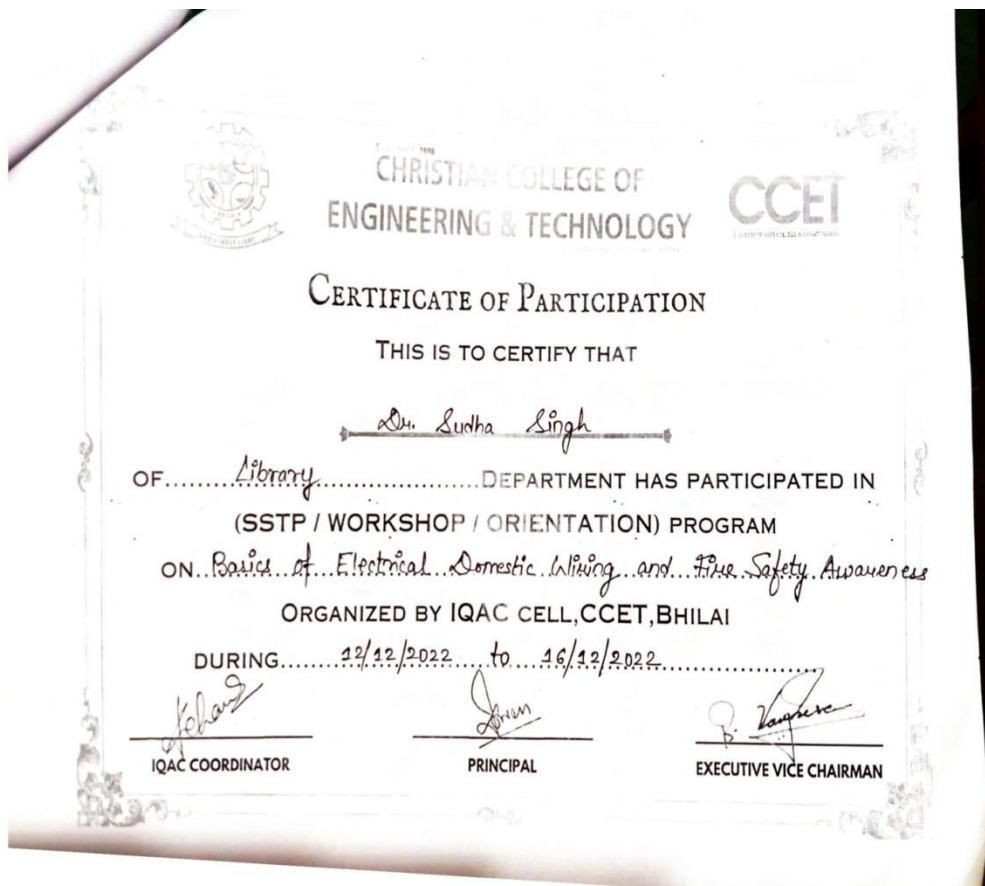 1998
CHRISTIAN COLLEGE OF
ENGINEERING & TECHNOLOGY
CCET
CERTIFICATE OF PARTICIPATION
THIS IS TO CERTIFY THAT
Dr. Sudha Singh
OF......Library......DEPARTMENT HAS PARTICIPATED IN
(SSTP / WORKSHOP / ORIENTATION) PROGRAM
ON..Basics of Electrical Domestic Wiring and Fire Safety Awareness
ORGANIZED BY IQAC CELL,CCET,BHILAI
DURING......12/12/2022 to 16/12/2022......
IQAC COORDINATOR
PRINCIPAL
EXECUTIVE VICE CHAIRMAN